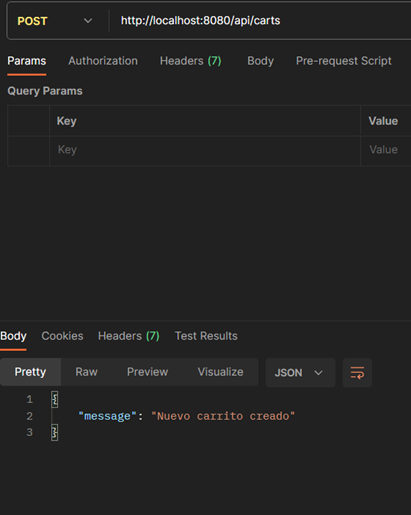 POST http://localhost:8080/api/carts
Params Authorization Headers (7) Body Pre-request Script
Query Params
Key Value
Key Value
Body Cookies Headers (7) Test Results
Pretty Raw Preview Visualize JSON
1 {
2 "message": "Nuevo carrito creado"
3 }